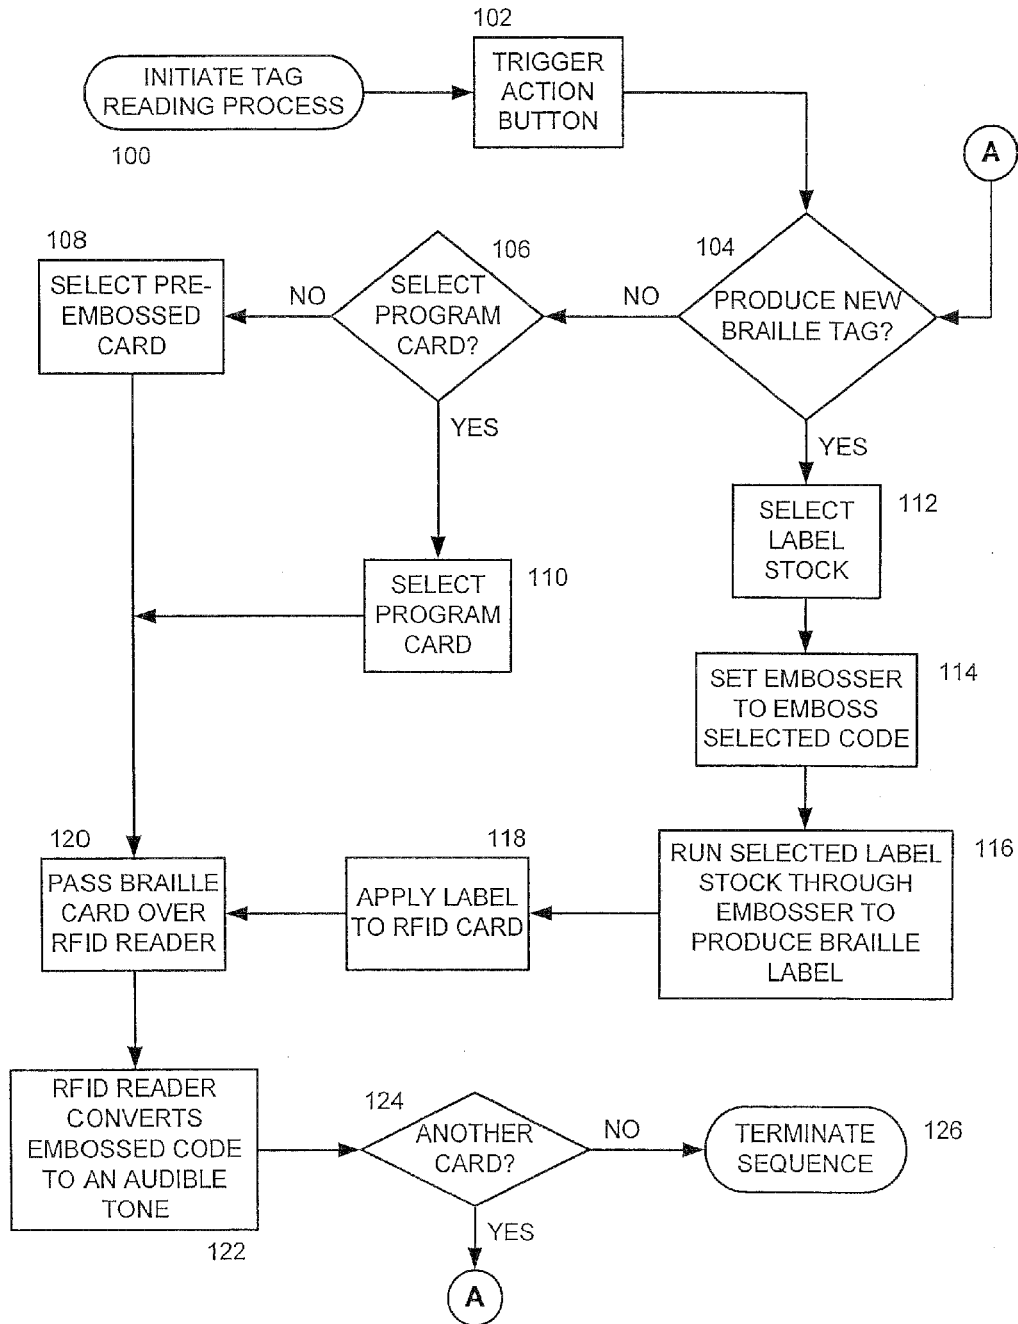 102
INITIATE TAG
READING PROCESS
100
TRIGGER
ACTION
BUTTON
A
104
PRODUCE NEW
BRAILLE TAG?
NO
106
SELECT
PROGRAM
CARD?
NO
108
SELECT PRE-
EMBOSSED
CARD
YES
110
SELECT
PROGRAM
CARD
YES
112
SELECT
LABEL
STOCK
114
SET EMBOSSER
TO EMBOSS
SELECTED CODE
116
RUN SELECTED LABEL
STOCK THROUGH
EMBOSSER TO
PRODUCE BRAILLE
LABEL
118
APPLY LABEL
TO RFID CARD
120
PASS BRAILLE
CARD OVER
RFID READER
RFID READER
CONVERTS
EMBOSSED CODE
TO AN AUDIBLE
TONE
122
124
ANOTHER
CARD?
NO
TERMINATE
SEQUENCE
126
YES
A